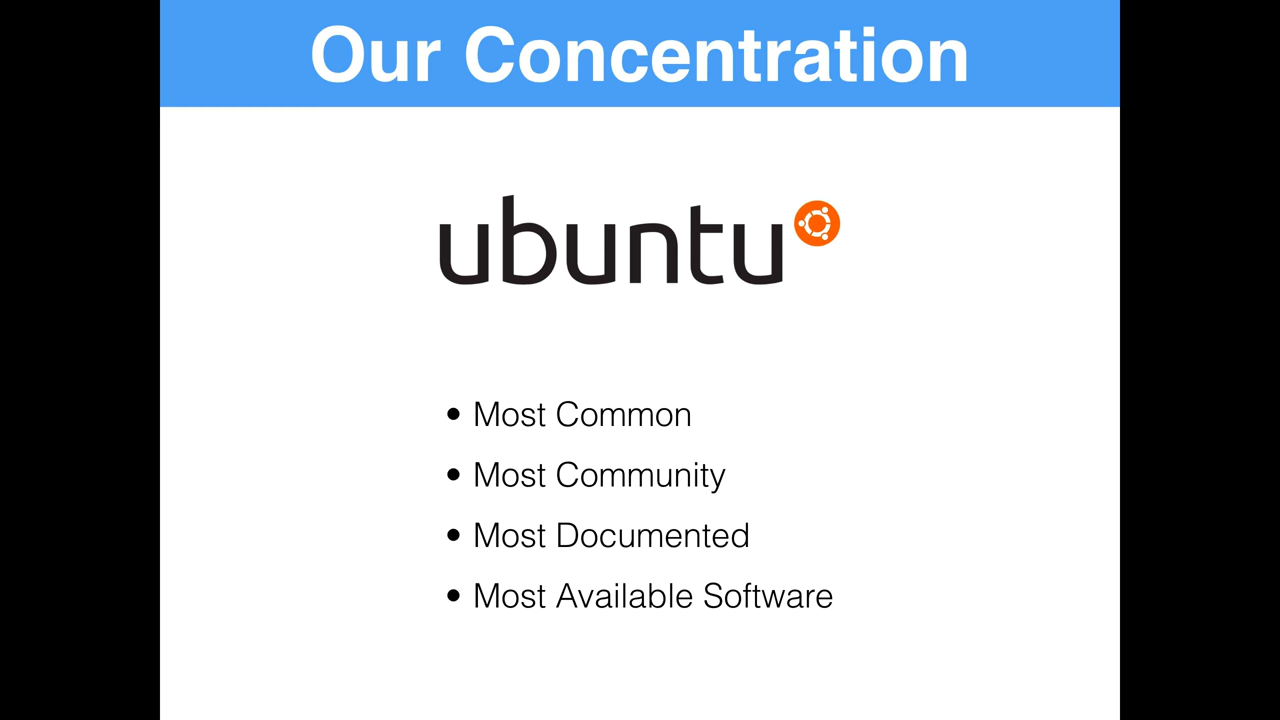 Our Concentration
ubuntu
• Most Common
• Most Community
• Most Documented
• Most Available Software